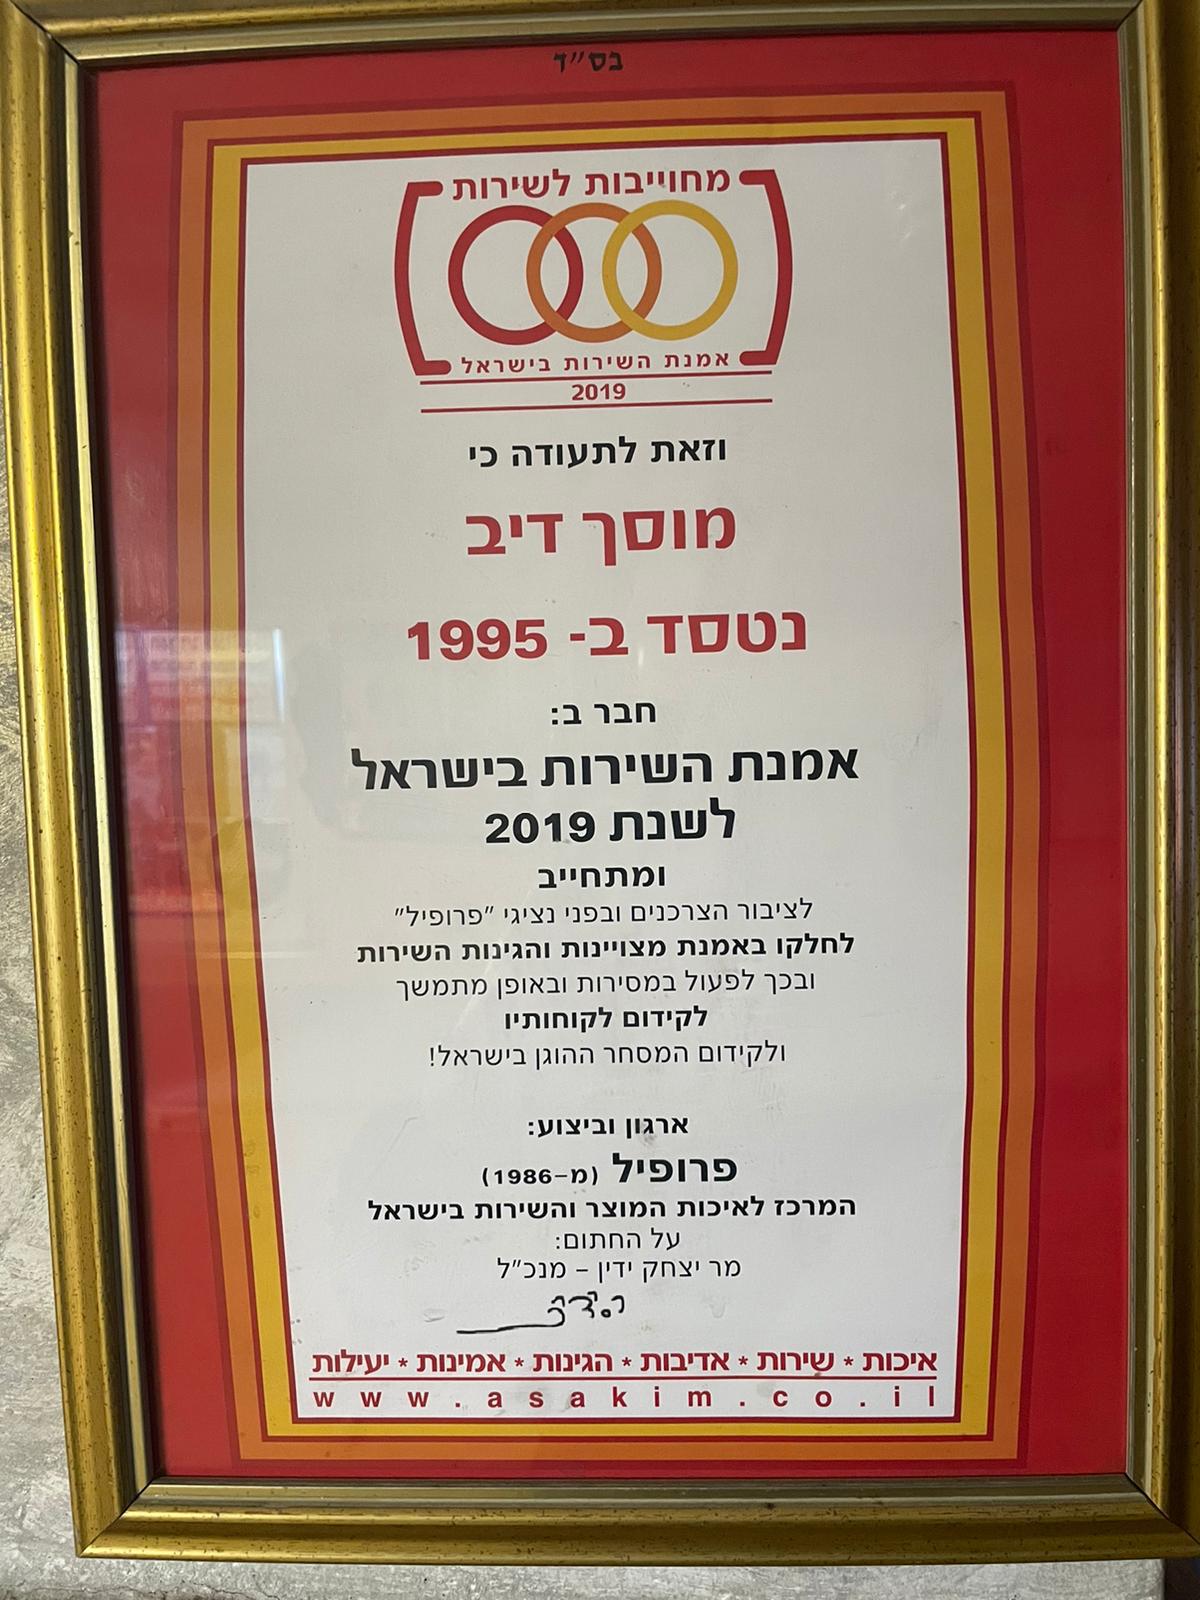 בס״ד
מחוייבות לשירות
אמנת השירות בישראל
2019
וזאת לתעודה כי
מוסך דיב
נטסד ב- 1995
חבר ב:
אמנת השירות בישראל
לשנת 2019
ומתחייב
לציבור הצרכנים ובפני נציגי ״פרופיל״
לחלקו באמנת מצויינות והגינות השירות
ובכך לפעול במסירות ובאופן מתמשך
לקידום לקוחותיו
ולקידום המסחר ההוגן בישראל!
ארגון וביצוע:
פרופיל (מ-1986)
המרכז לאיכות המוצר והשירות בישראל
על החתום:
מר יצחק ידין – מנכ״ל
איכות * שירות * אדיבות * הגינות * אמינות * יעילות
www.asakim.co.il